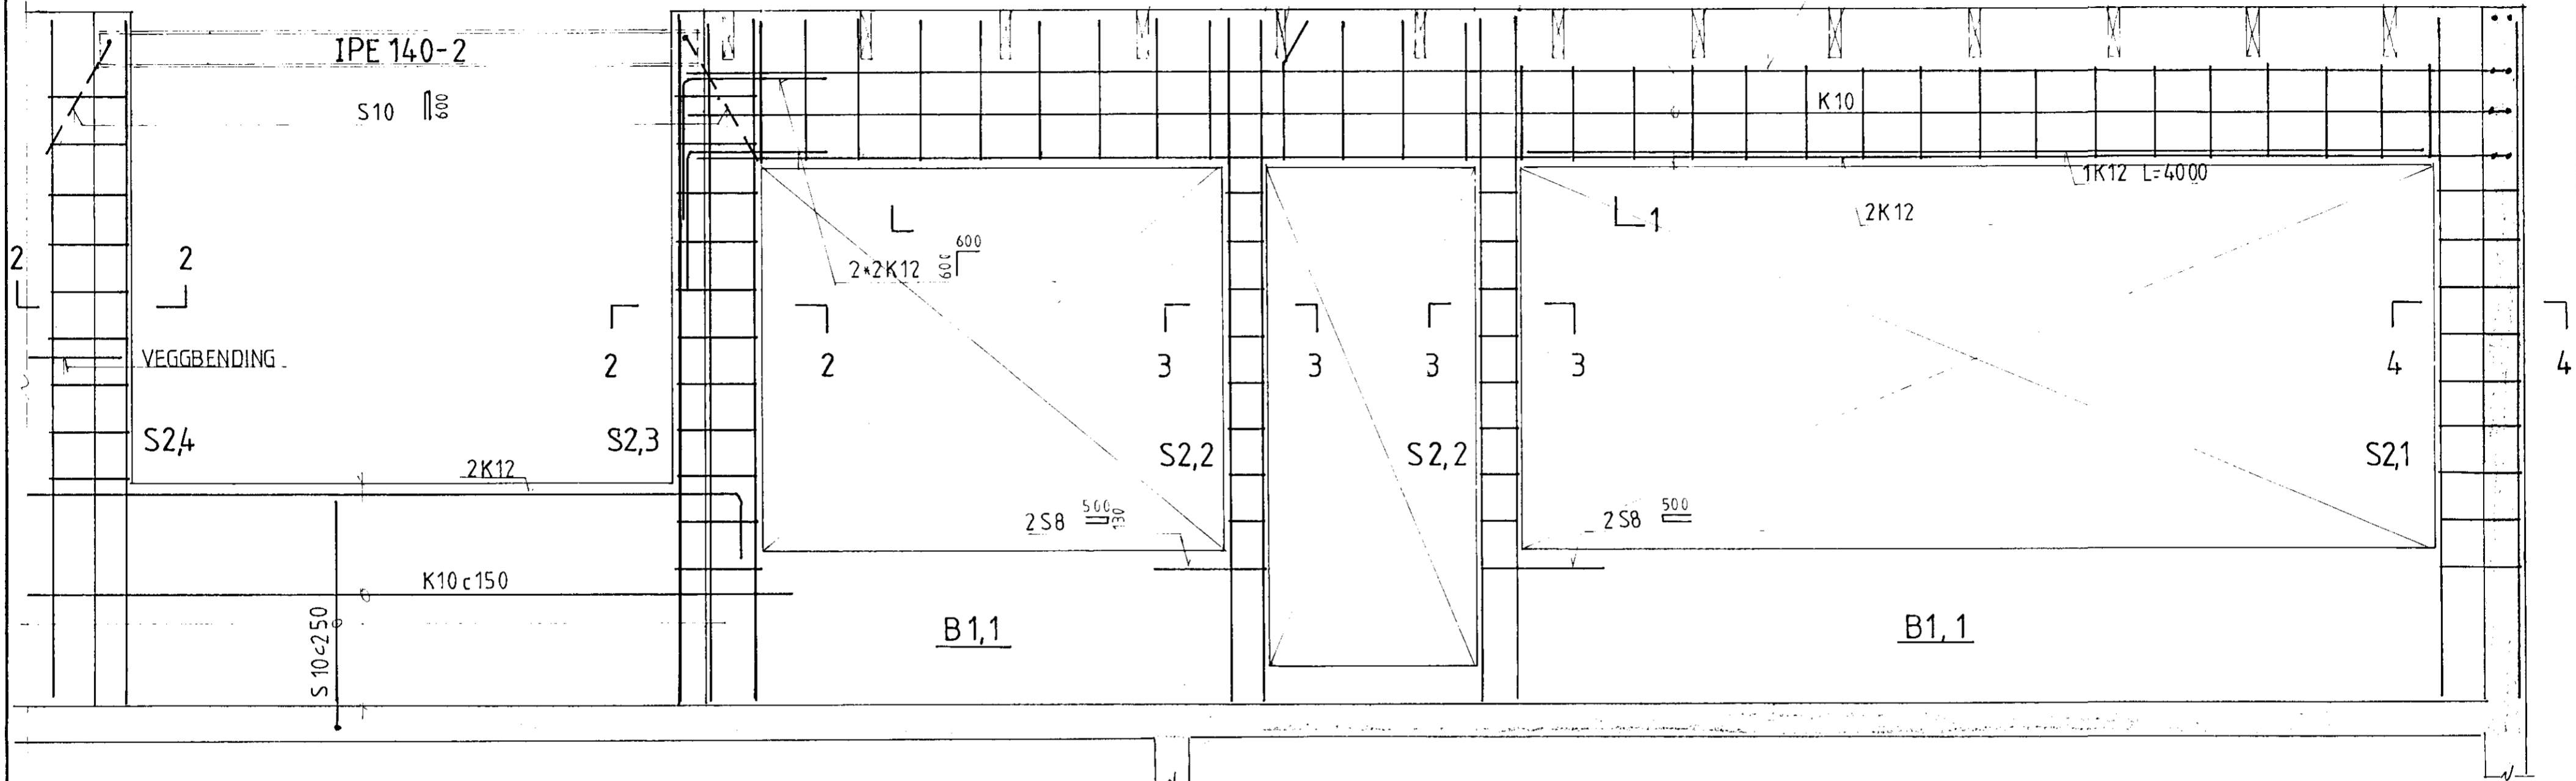 IPE 140-2
S10 600
K10
1K12 L=4000
2K12
1
600
2*2K12 600
2 2
2 2 3 3 3 3 4 4
VEGGBENDING
S2,4 S2,3 S2,2 S2,2 S2,1
2K12
2S8 500 130
2S8 500
K10c150
S10c250
B1,1 B1,1